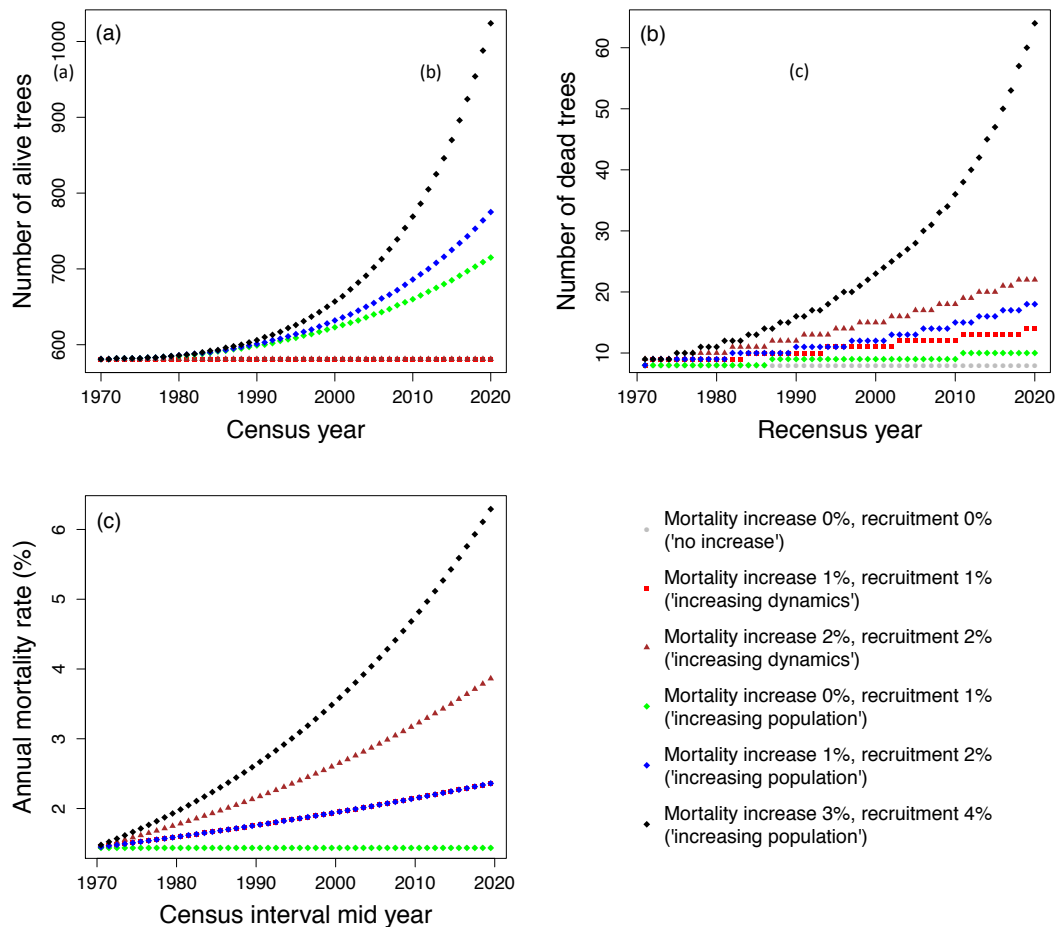 (a)
(a)
(b)
Number of alive trees
1000
900
800
700
600
1970 1980 1990 2000 2010 2020
Census year
(b)
(c)
Number of dead trees
60
50
40
30
20
10
1970 1980 1990 2000 2010 2020
Recensus year
(c)
Annual mortality rate (%)
6
5
4
3
2
1970 1980 1990 2000 2010 2020
Census interval mid year
Mortality increase 0%, recruitment 0%
('no increase')
Mortality increase 1%, recruitment 1%
('increasing dynamics')
Mortality increase 2%, recruitment 2%
('increasing dynamics')
Mortality increase 0%, recruitment 1%
('increasing population')
Mortality increase 1%, recruitment 2%
('increasing population')
Mortality increase 3%, recruitment 4%
('increasing population')